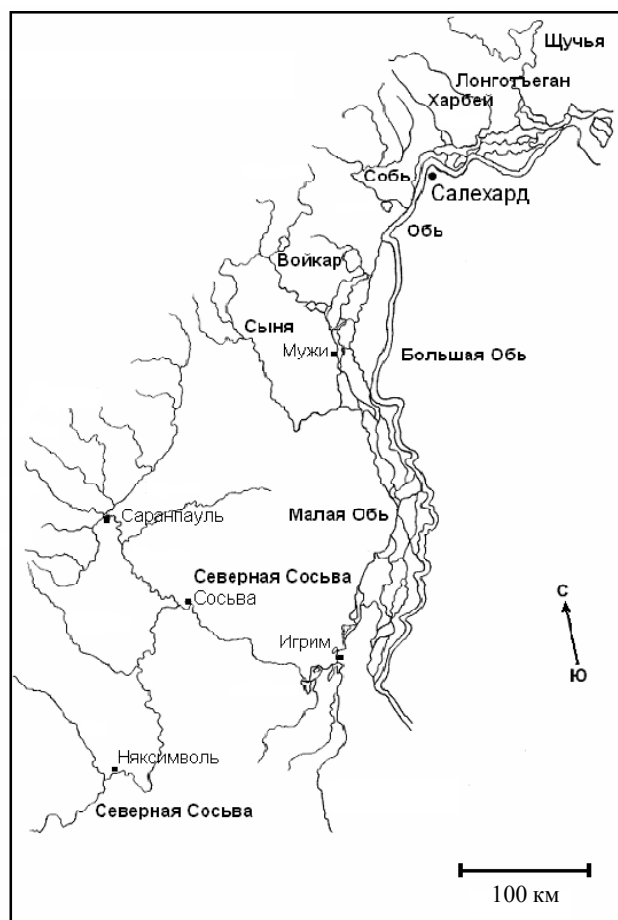 Щучья
Лонготъеган
Харбей
Собь
Салехард
Обь
Войкар
Сыня
Мужи
Большая Обь
Саранпауль
Малая Обь
Северная Сосьва
Сосьва
С
Игрим
Ю
Няксимволь
Северная Сосьва
100 км